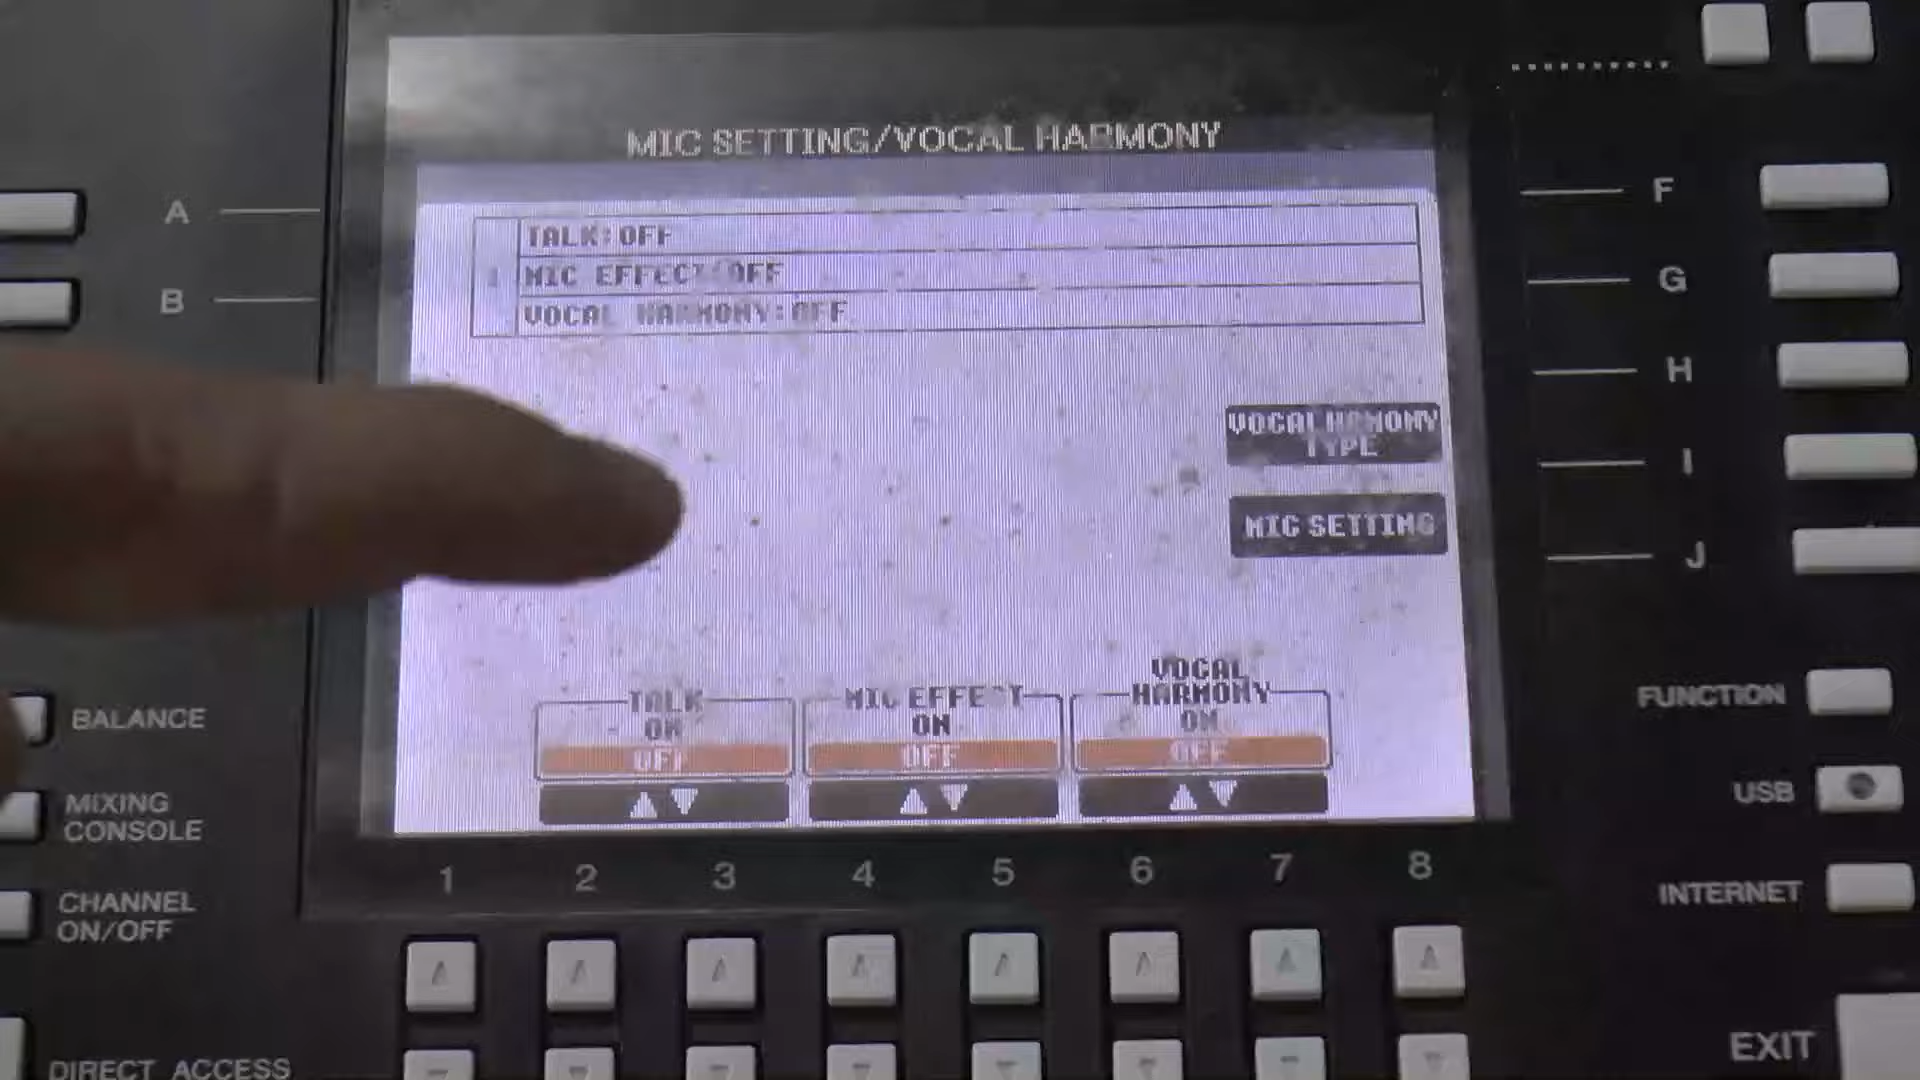 MIC SETTING/VOCAL HARMONY
A
B
TALK:OFF
MIC EFFECT:OFF
VOCAL HARMONY:OFF
F
G
H
I
J
VOCAL HARMONY
TYPE
MIC SETTING
TALK
ON
OFF
MIC EFFECT
ON
OFF
VOCAL
HARMONY
ON
OFF
BALANCE
MIXING
CONSOLE
CHANNEL
ON/OFF
DIRECT ACCESS
1 2 3 4 5 6 7 8
FUNCTION
USB
INTERNET
EXIT